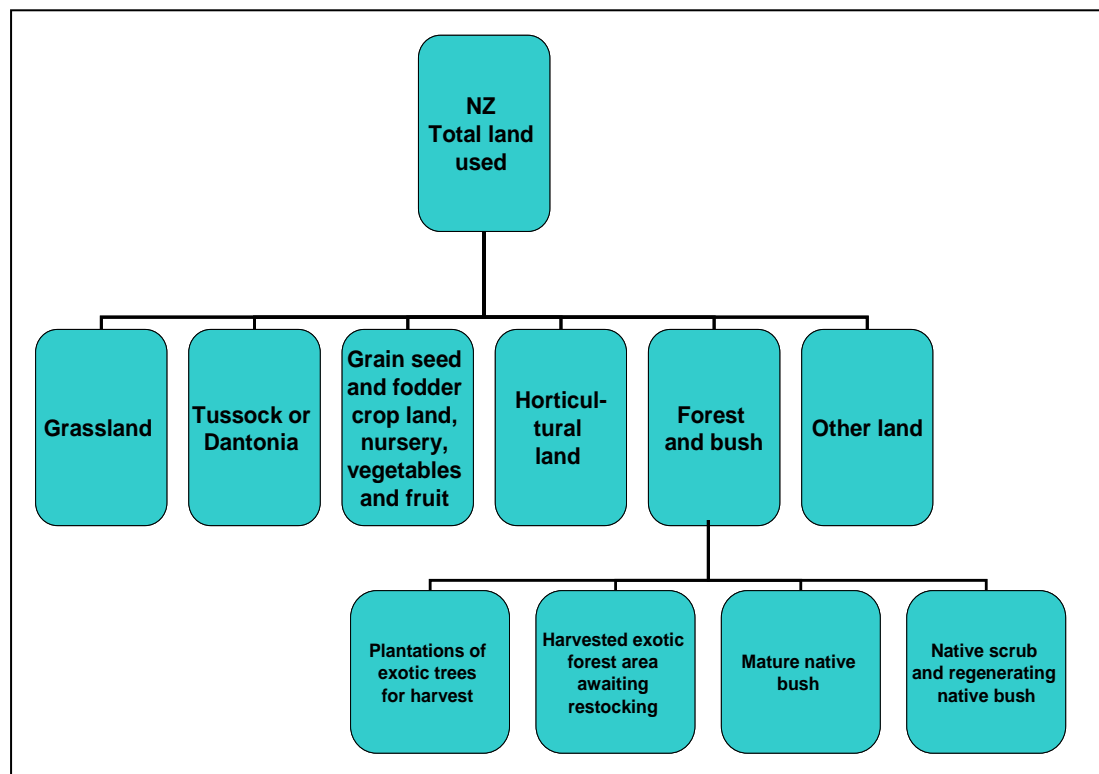 NZ
Total land
used
Grassland
Tussock or
Dantonia
Grain seed
and fodder
crop land,
nursery,
vegetables
and fruit
Horticul-
tural
land
Forest
and bush
Other land
Plantations of
exotic trees
for harvest
Harvested exotic
forest area
awaiting
restocking
Mature native
bush
Native scrub
and regenerating
native bush